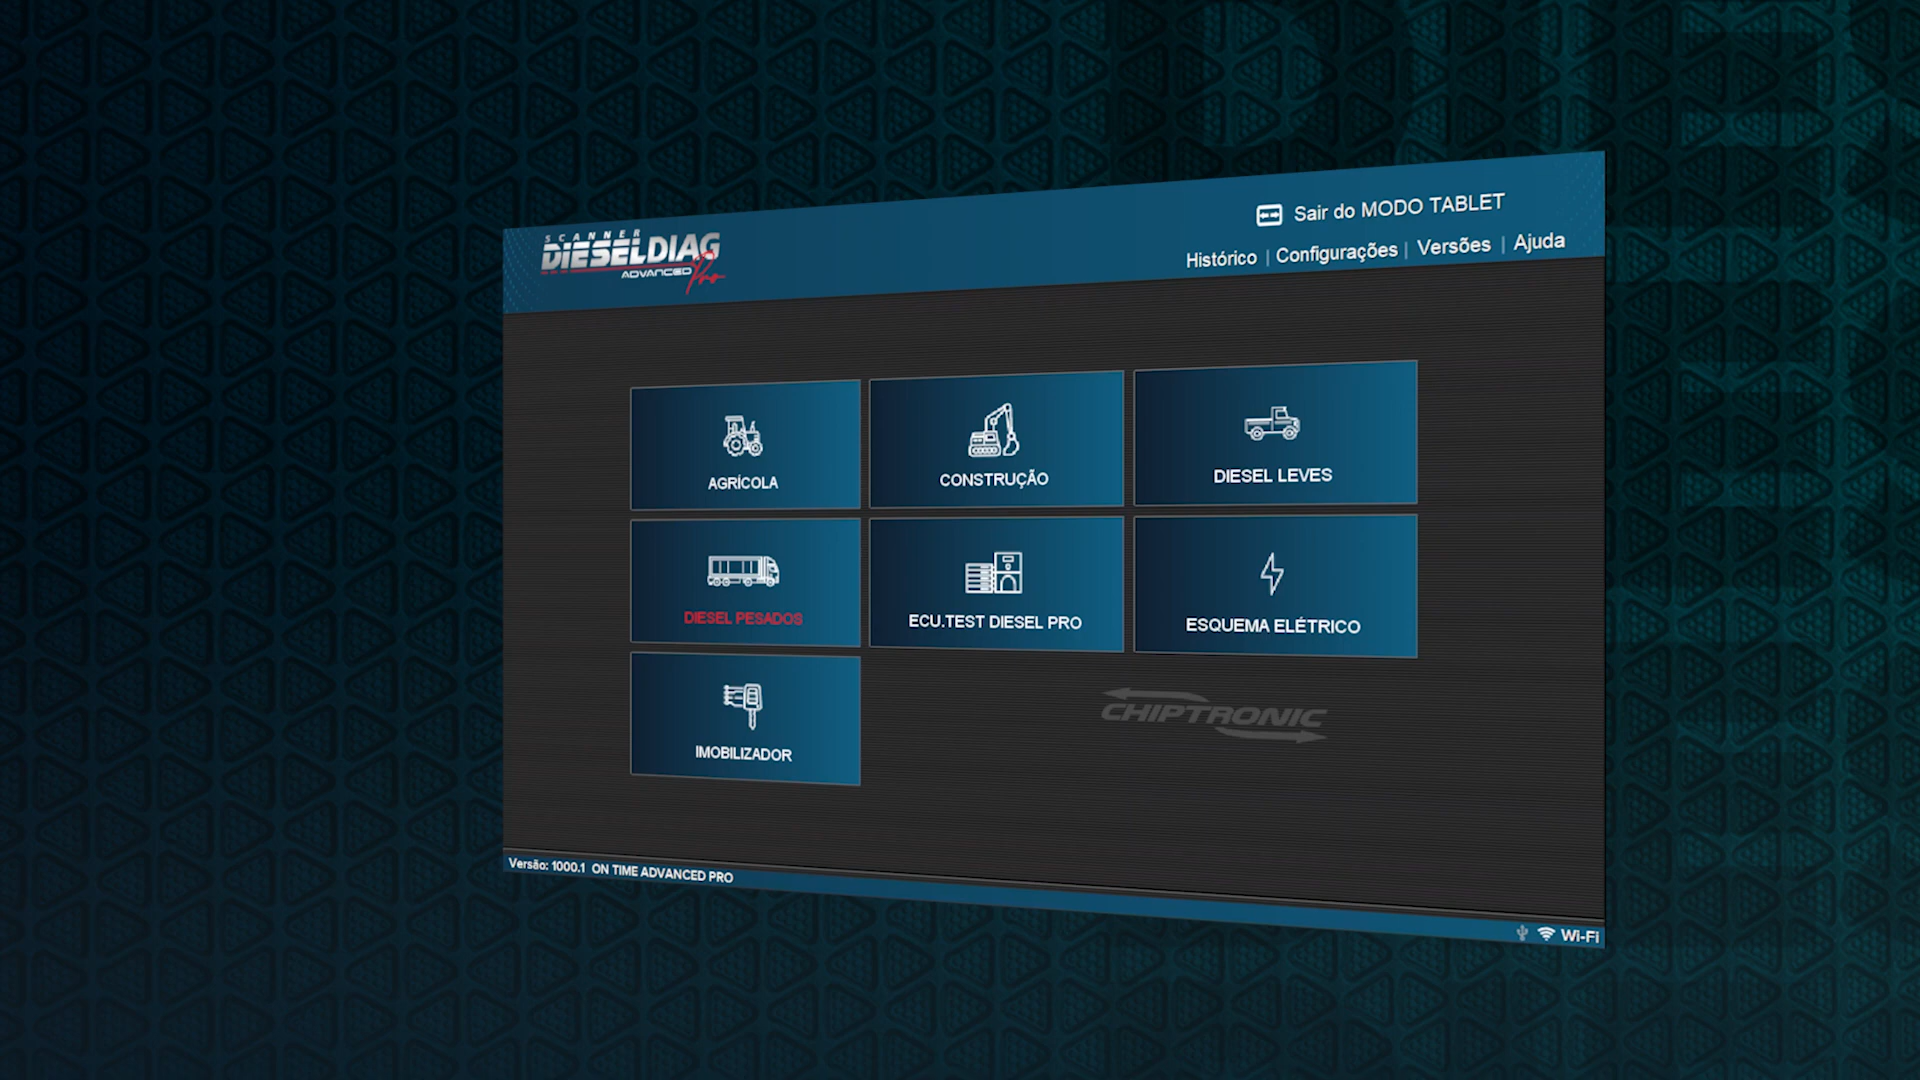 Sair do MODO TABLET
SCANNER
DIESELDIAG
ADVANCED Pro
Histórico | Configurações | Versões | Ajuda
AGRÍCOLA
CONSTRUÇÃO
DIESEL LEVES
DIESEL PESADOS
ECU.TEST DIESEL PRO
ESQUEMA ELÉTRICO
IMOBILIZADOR
CHIPTRONIC
Versão: 1000.1 ON TIME ADVANCED PRO
Wi-Fi